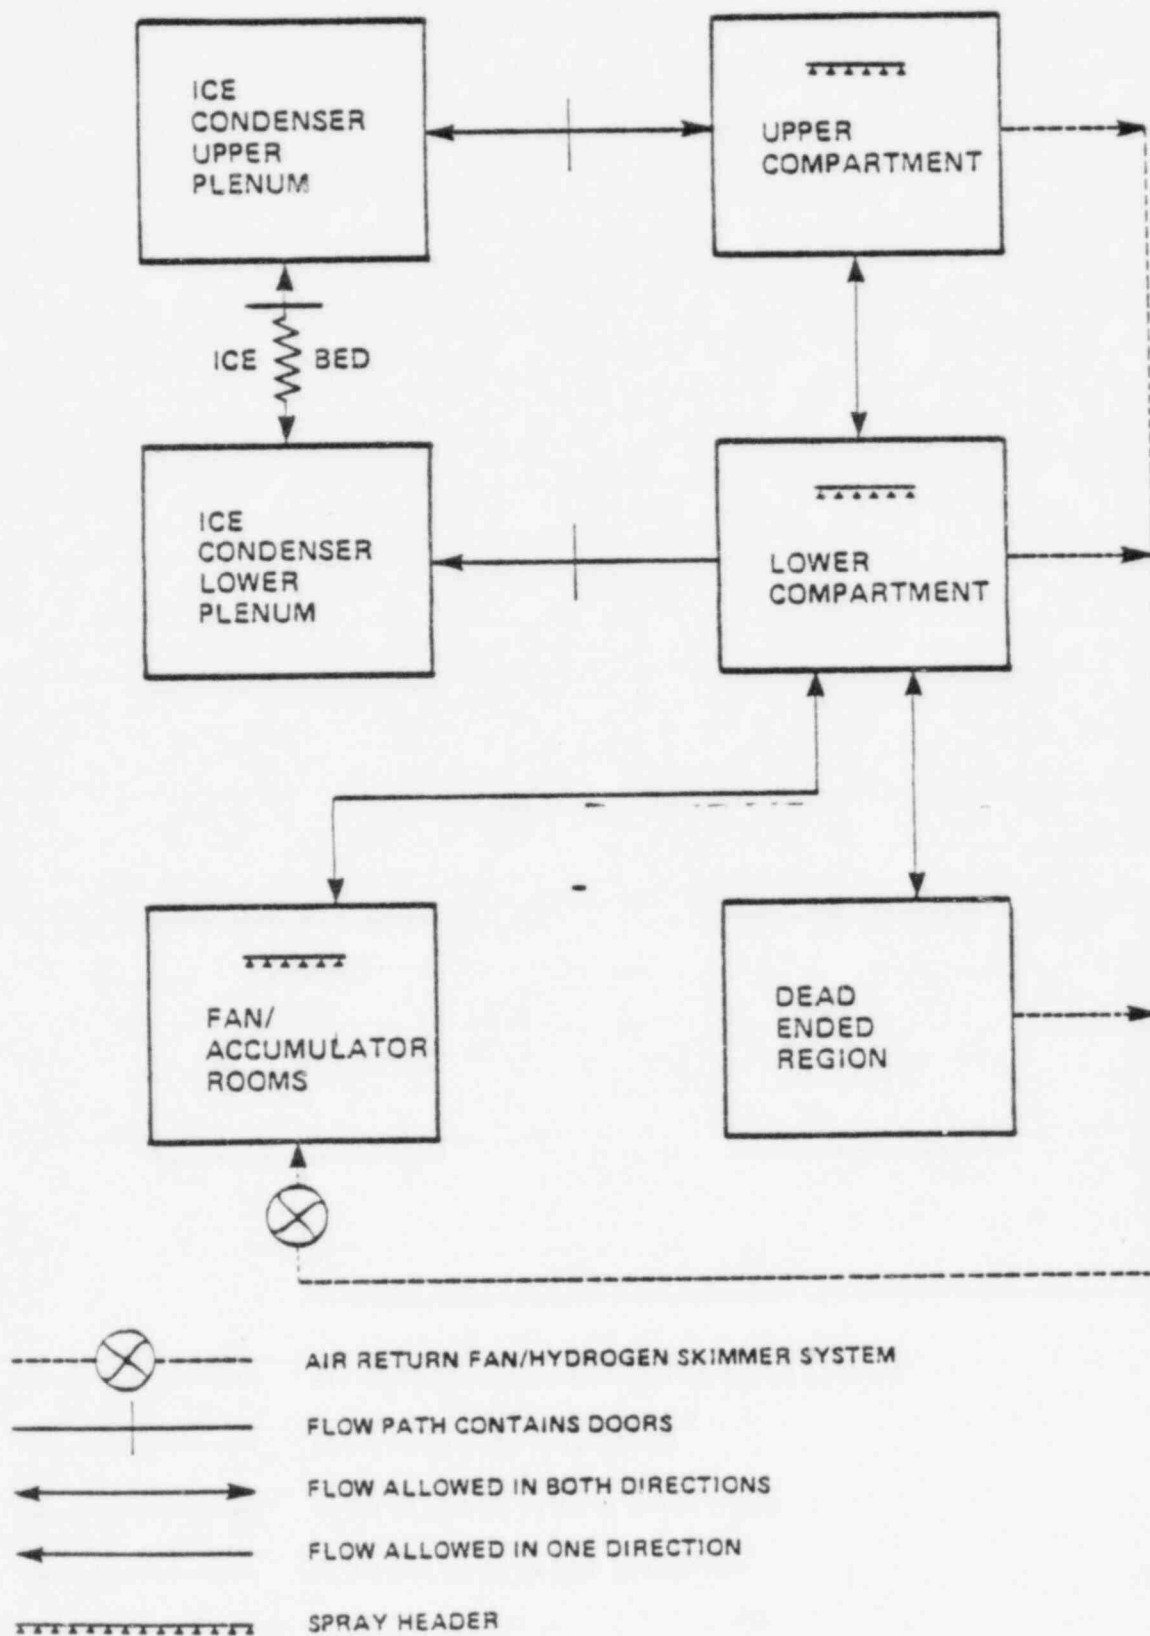 ICE
CONDENSER
UPPER
PLENUM
UPPER
COMPARTMENT
ICE BED
ICE
CONDENSER
LOWER
PLENUM
LOWER
COMPARTMENT
FAN/
ACCUMULATOR
ROOMS
DEAD
ENDED
REGION
AIR RETURN FAN/HYDROGEN SKIMMER SYSTEM
FLOW PATH CONTAINS DOORS
FLOW ALLOWED IN BOTH DIRECTIONS
FLOW ALLOWED IN ONE DIRECTION
SPRAY HEADER